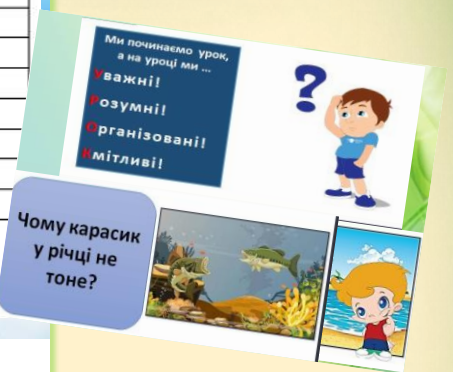 Ми починаємо урок,
а на уроці ми ...
Уважні!
Розумні!
Організовані!
Кмітливі!
?
Чому карасик
у річці не
тоне?